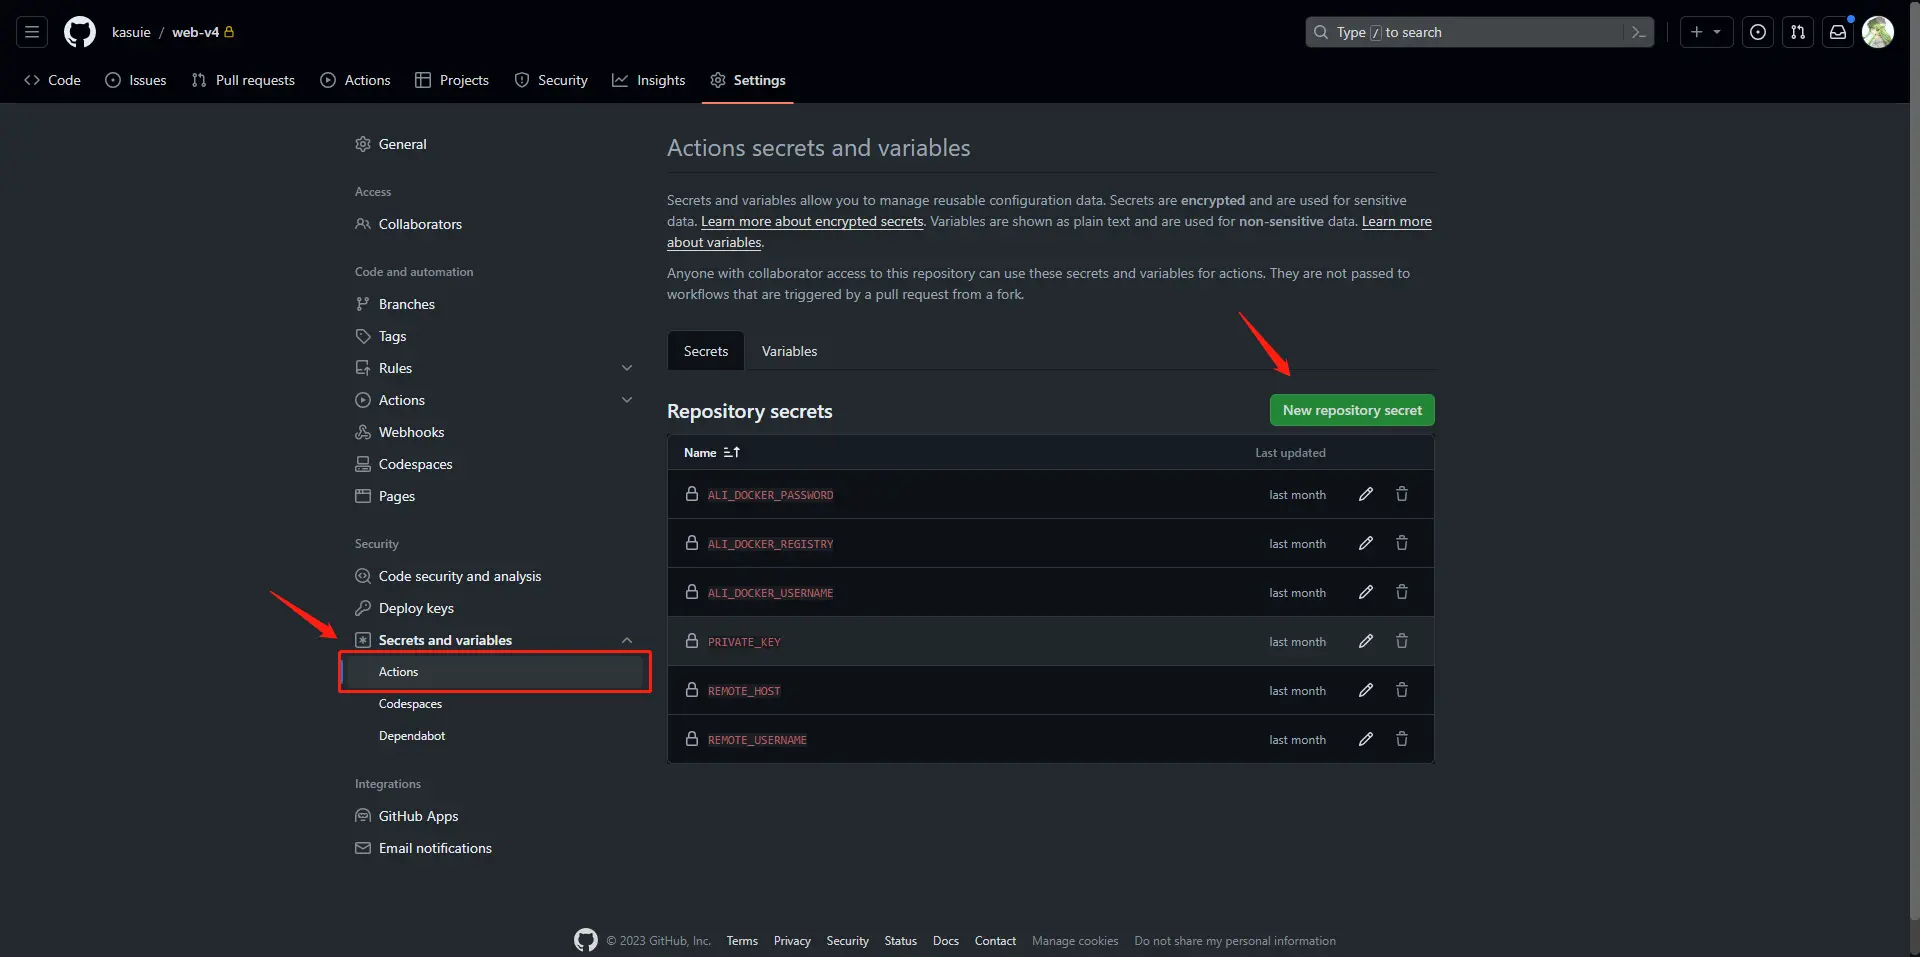 kasuie / web-v4
Type / to search
Code
Issues
Pull requests
Actions
Projects
Security
Insights
Settings
General
Access
Collaborators
Code and automation
Branches
Tags
Rules
Actions
Webhooks
Codespaces
Pages
Security
Code security and analysis
Deploy keys
Secrets and variables
Actions
Codespaces
Dependabot
Integrations
GitHub Apps
Email notifications
Actions secrets and variables
Secrets and variables allow you to manage reusable configuration data. Secrets are encrypted and are used for sensitive
data. Learn more about encrypted secrets. Variables are shown as plain text and are used for non-sensitive data. Learn more
about variables.
Anyone with collaborator access to this repository can use these secrets and variables for actions. They are not passed to
workflows that are triggered by a pull request from a fork.
Secrets
Variables
Repository secrets
New repository secret
Name
Last updated
ALI_DOCKER_PASSWORD last month
ALI_DOCKER_REGISTRY last month
ALI_DOCKER_USERNAME last month
PRIVATE_KEY last month
REMOTE_HOST last month
REMOTE_USERNAME last month
© 2023 GitHub, Inc. Terms Privacy Security Status Docs Contact Manage cookies Do not share my personal information